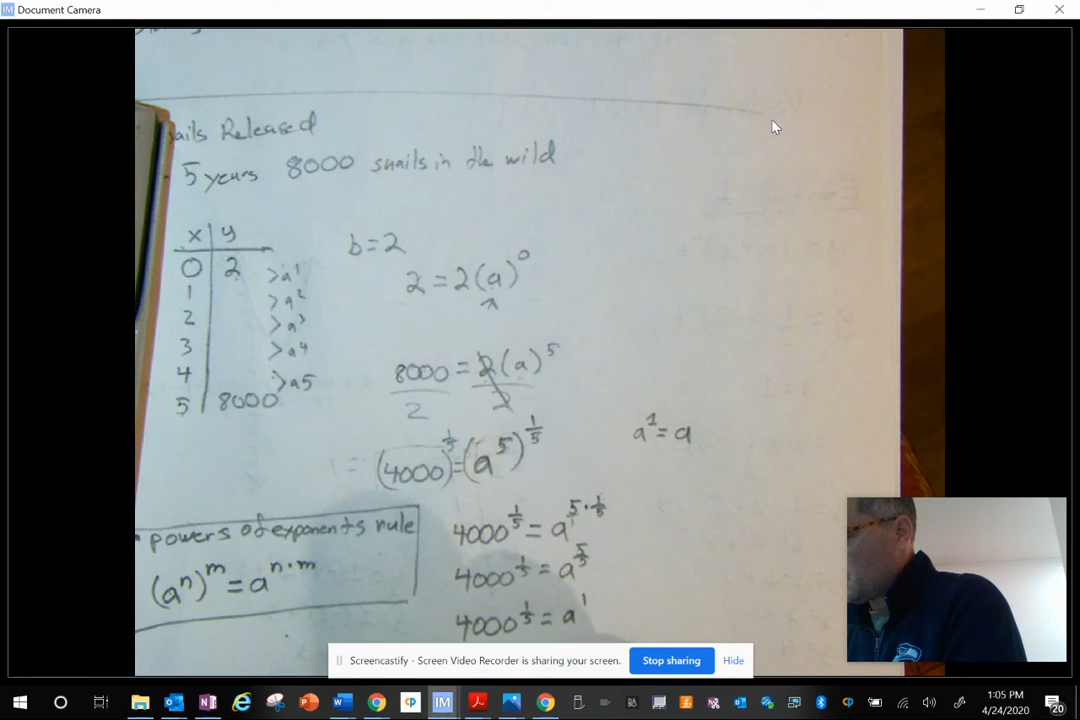 Document Camera
ails Released
5 years 8000 snails in the wild
x y
0 2
1
2
3
4
5 8000
>a¹
>a²
>a³
>a⁴
>a5
b=2
2=2(a)⁰
x
8000 = 2(a)⁵
2 2
(4000)^(1/5) = (a⁵)^(1/5)
a¹ = a
4000^(1/5) = a^(5·1/5)
4000^(1/5) = a^(5/5)
4000^(1/5) = a¹
• powers of exponents rule
(aⁿ)ᵐ = a^(n·m)
Screencastify - Screen Video Recorder is sharing your screen.
Stop sharing
Hide
1:05 PM
4/24/2020
20